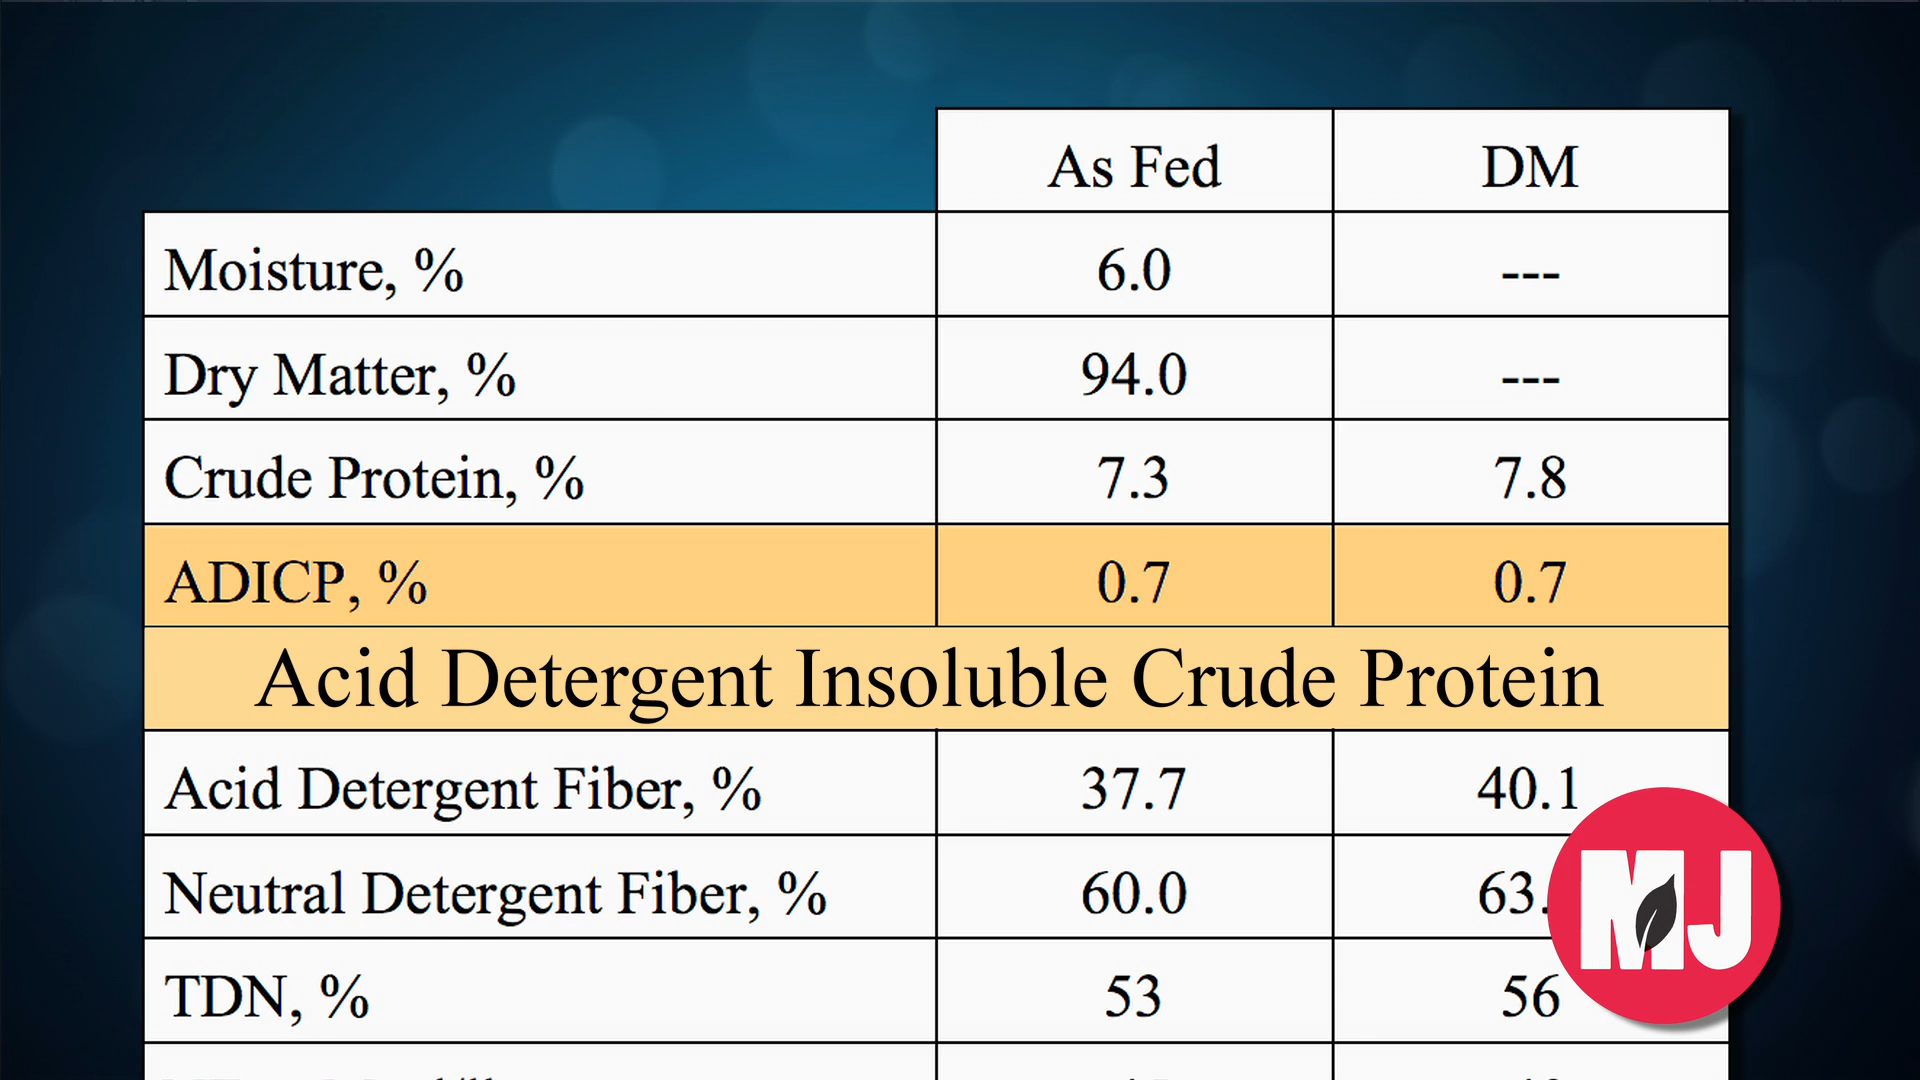 As Fed DM
Moisture, % 6.0 ---
Dry Matter, % 94.0 ---
Crude Protein, % 7.3 7.8
ADICP, % 0.7 0.7
Acid Detergent Insoluble Crude Protein
Acid Detergent Fiber, % 37.7 40.1
Neutral Detergent Fiber, % 60.0 63.
TDN, % 53 56
MJ